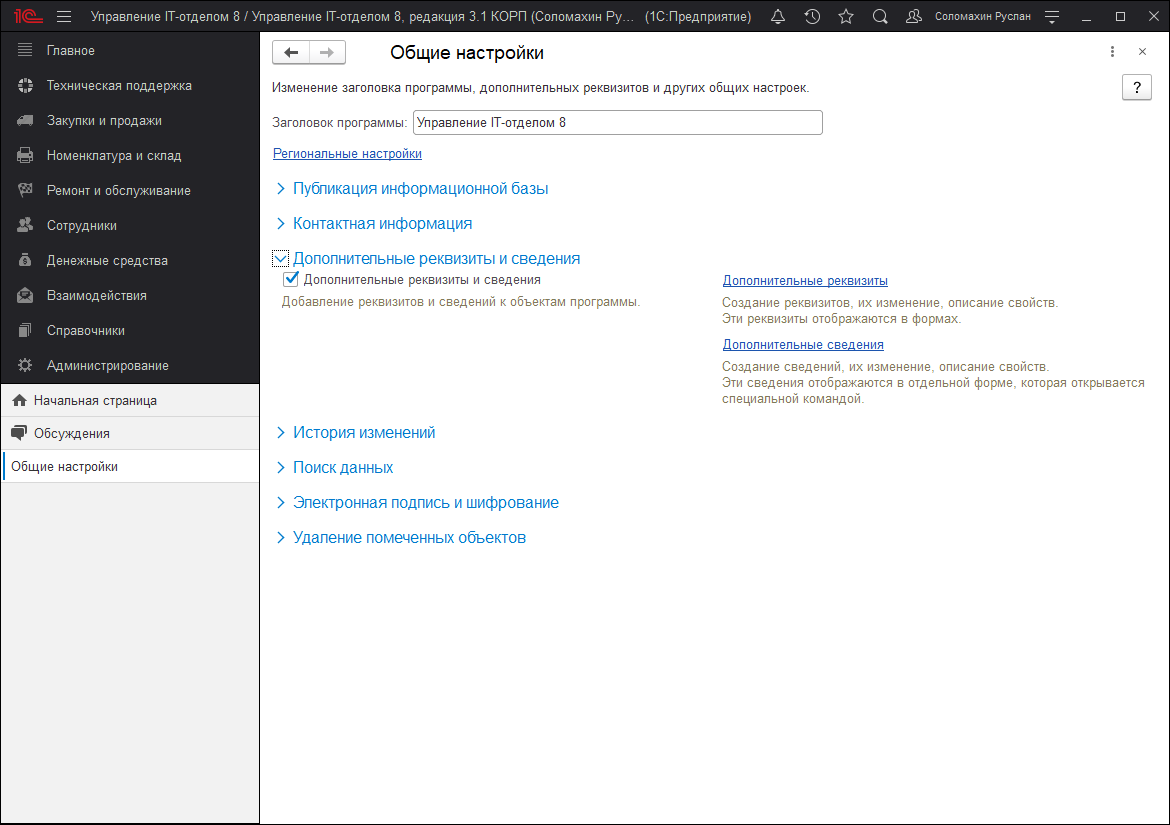 1С Управление IT-отделом 8 / Управление IT-отделом 8, редакция 3.1 КОРП (Соломахин Ру... (1С:Предприятие) Соломахин Руслан
Главное
Техническая поддержка
Закупки и продажи
Номенклатура и склад
Ремонт и обслуживание
Сотрудники
Денежные средства
Взаимодействия
Справочники
Администрирование
Начальная страница
Обсуждения
Общие настройки
Общие настройки
Изменение заголовка программы, дополнительных реквизитов и других общих настроек.
?
Заголовок программы: Управление IT-отделом 8
Региональные настройки
Публикация информационной базы
Контактная информация
Дополнительные реквизиты и сведения
Дополнительные реквизиты и сведения
Добавление реквизитов и сведений к объектам программы.
Дополнительные реквизиты
Создание реквизитов, их изменение, описание свойств.
Эти реквизиты отображаются в формах.
Дополнительные сведения
Создание сведений, их изменение, описание свойств.
Эти сведения отображаются в отдельной форме, которая открывается
специальной командой.
История изменений
Поиск данных
Электронная подпись и шифрование
Удаление помеченных объектов